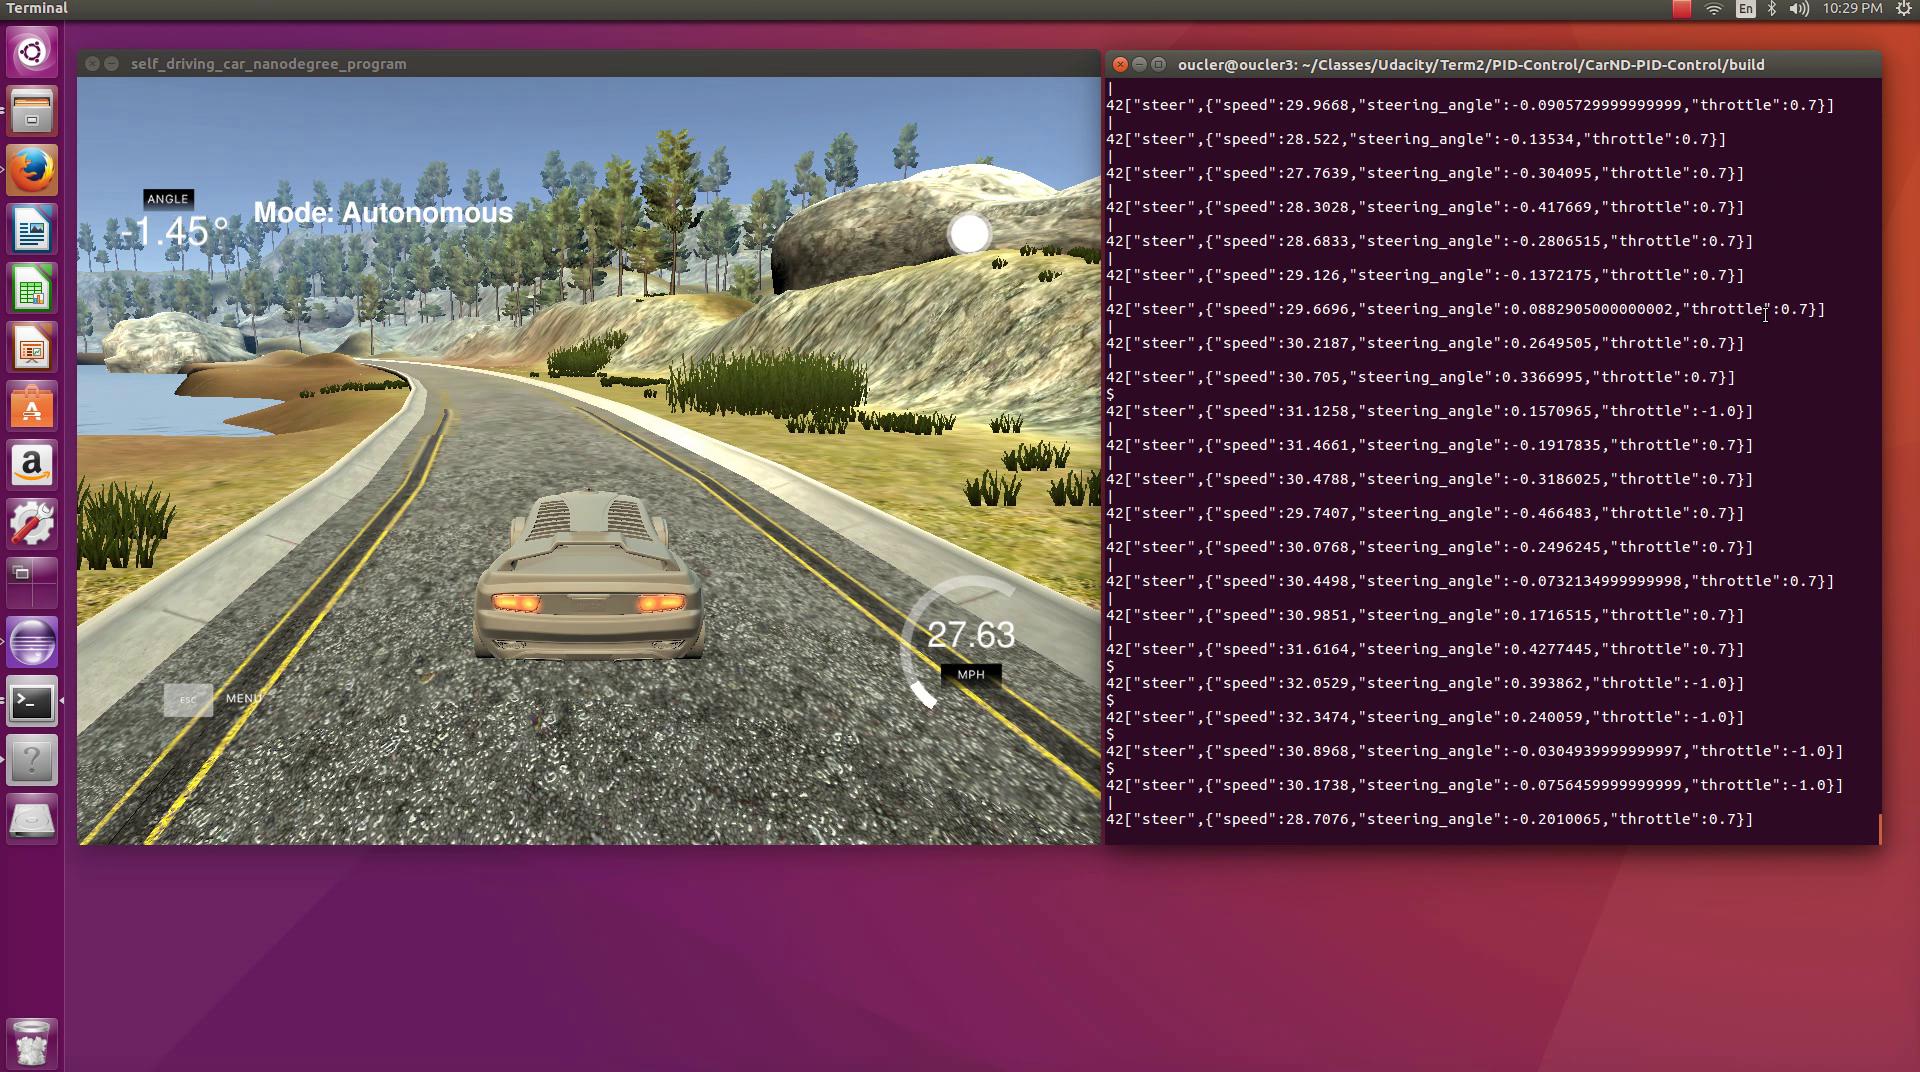 Terminal
En
10:29 PM
self_driving_car_nanodegree_program
ANGLE
-1.45°
Mode: Autonomous
27.63
MPH
ESC
MENU
oucler@oucler3: ~/Classes/Udacity/Term2/PID-Control/CarND-PID-Control/build
|
42["steer",{"speed":29.9668,"steering_angle":-0.0905729999999999,"throttle":0.7}]
|
42["steer",{"speed":28.522,"steering_angle":-0.13534,"throttle":0.7}]
|
42["steer",{"speed":27.7639,"steering_angle":-0.304095,"throttle":0.7}]
|
42["steer",{"speed":28.3028,"steering_angle":-0.417669,"throttle":0.7}]
|
42["steer",{"speed":28.6833,"steering_angle":-0.2806515,"throttle":0.7}]
|
42["steer",{"speed":29.126,"steering_angle":-0.1372175,"throttle":0.7}]
|
42["steer",{"speed":29.6696,"steering_angle":0.0882905000000002,"throttle":0.7}]
|
42["steer",{"speed":30.2187,"steering_angle":0.2649505,"throttle":0.7}]
|
42["steer",{"speed":30.705,"steering_angle":0.3366995,"throttle":0.7}]
$
42["steer",{"speed":31.1258,"steering_angle":0.1570965,"throttle":-1.0}]
|
42["steer",{"speed":31.4661,"steering_angle":-0.1917835,"throttle":0.7}]
|
42["steer",{"speed":30.4788,"steering_angle":-0.3186025,"throttle":0.7}]
|
42["steer",{"speed":29.7407,"steering_angle":-0.466483,"throttle":0.7}]
|
42["steer",{"speed":30.0768,"steering_angle":-0.2496245,"throttle":0.7}]
|
42["steer",{"speed":30.4498,"steering_angle":-0.0732134999999998,"throttle":0.7}]
|
42["steer",{"speed":30.9851,"steering_angle":0.1716515,"throttle":0.7}]
|
42["steer",{"speed":31.6164,"steering_angle":0.4277445,"throttle":0.7}]
$
42["steer",{"speed":32.0529,"steering_angle":0.393862,"throttle":-1.0}]
$
42["steer",{"speed":32.3474,"steering_angle":0.240059,"throttle":-1.0}]
$
42["steer",{"speed":30.8968,"steering_angle":-0.0304939999999997,"throttle":-1.0}]
$
42["steer",{"speed":30.1738,"steering_angle":-0.0756459999999999,"throttle":-1.0}]
|
42["steer",{"speed":28.7076,"steering_angle":-0.2010065,"throttle":0.7}]